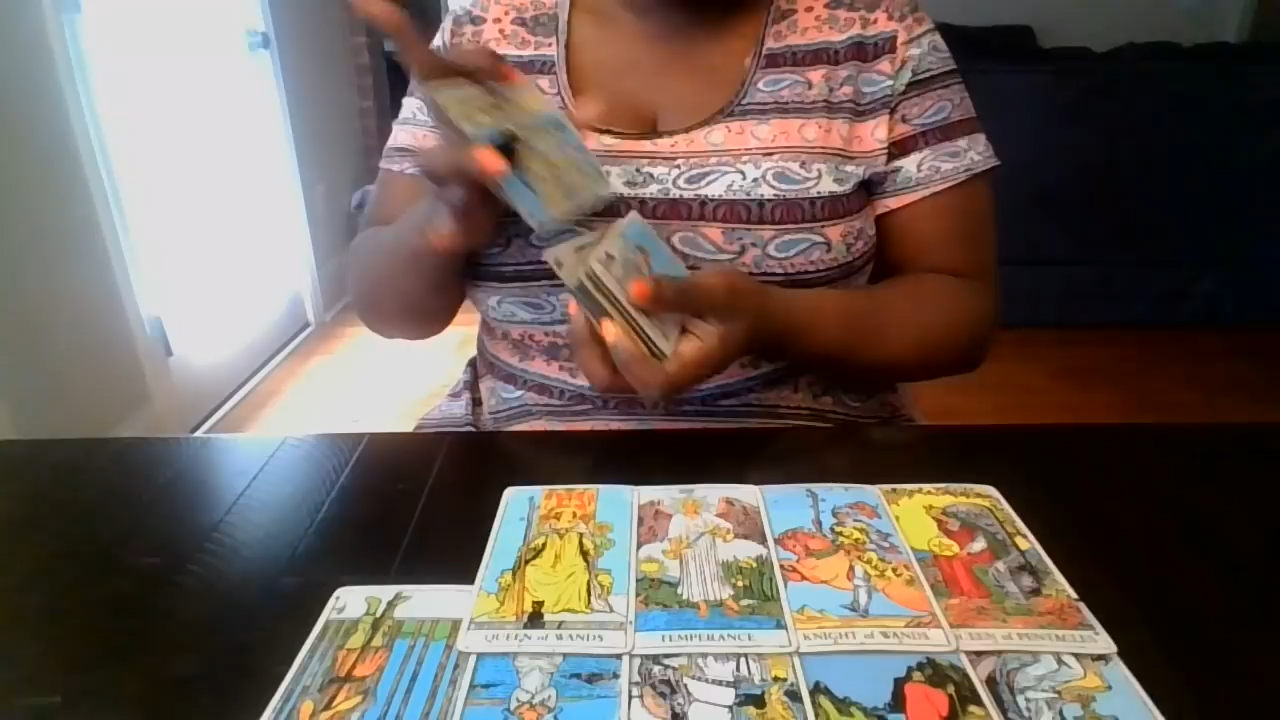 QUEEN of WANDS
TEMPERANCE
KNIGHT of WANDS
QUEEN of PENTACLES